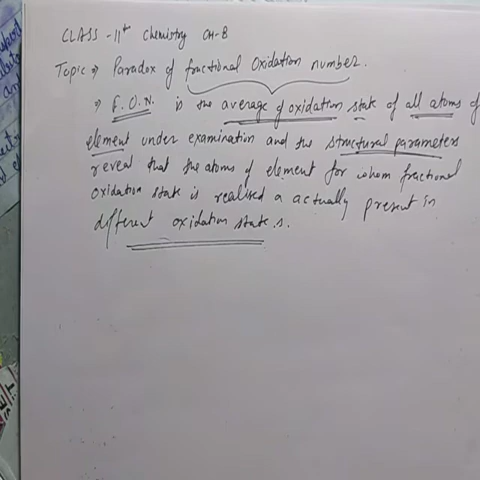 CLASS - 11th Chemistry CH-8
Topic ⇒ Paradox of fractional Oxidation number.
⇒ F.O.N. is the average of oxidation state of all atoms of
element under examination and the structural parameters
reveal that the atoms of element for whom fractional
oxidation state is realised a actually present in
different oxidation state.s.